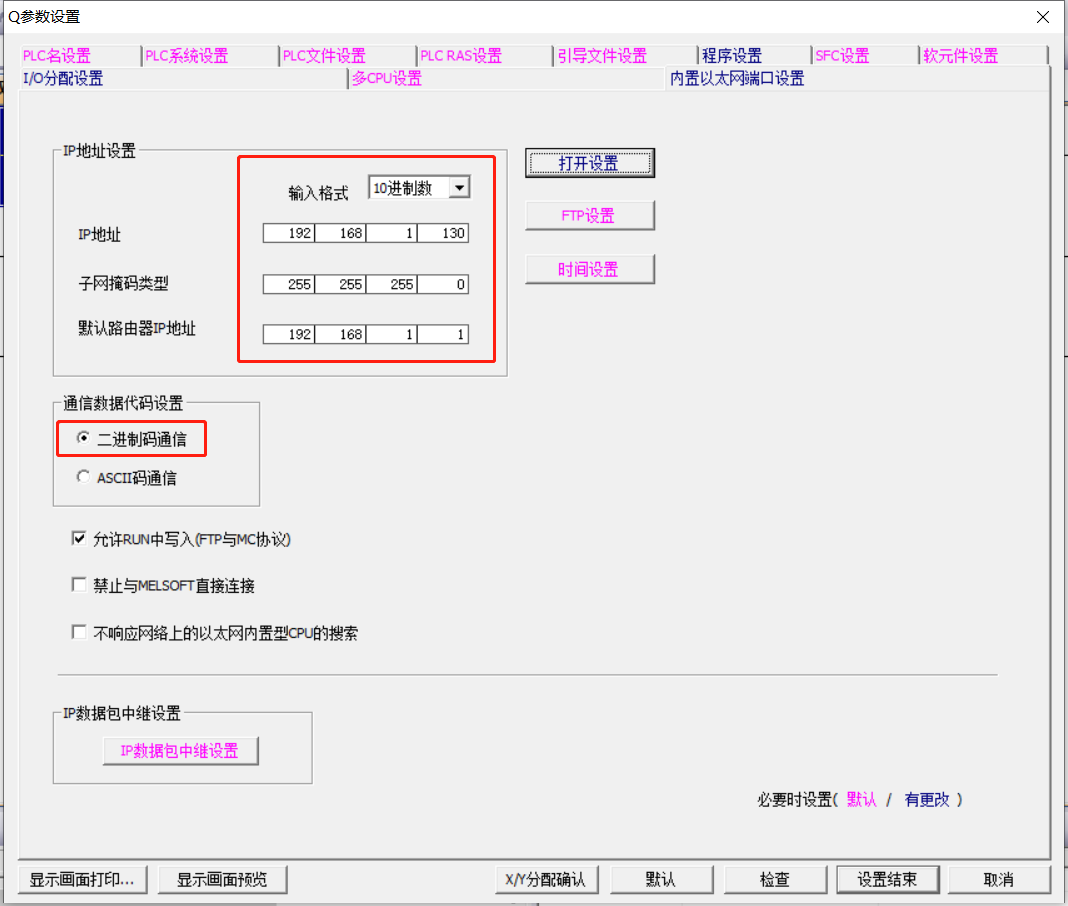 Q参数设置
PLC名设置 PLC系统设置 PLC文件设置 PLC RAS设置 引导文件设置 程序设置 SFC设置 软元件设置
I/O分配设置 多CPU设置 内置以太网端口设置
IP地址设置
打开设置
输入格式 10进制数
FTP设置
IP地址 192 168 1 130
时间设置
子网掩码类型 255 255 255 0
默认路由器IP地址 192 168 1 1
通信数据代码设置
二进制码通信
ASCII码通信
允许RUN中写入(FTP与MC协议)
禁止与MELSOFT直接连接
不响应网络上的以太网内置型CPU的搜索
IP数据包中继设置
IP数据包中继设置
必要时设置( 默认 / 有更改 )
显示画面打印... 显示画面预览 X/Y分配确认 默认 检查 设置结束 取消